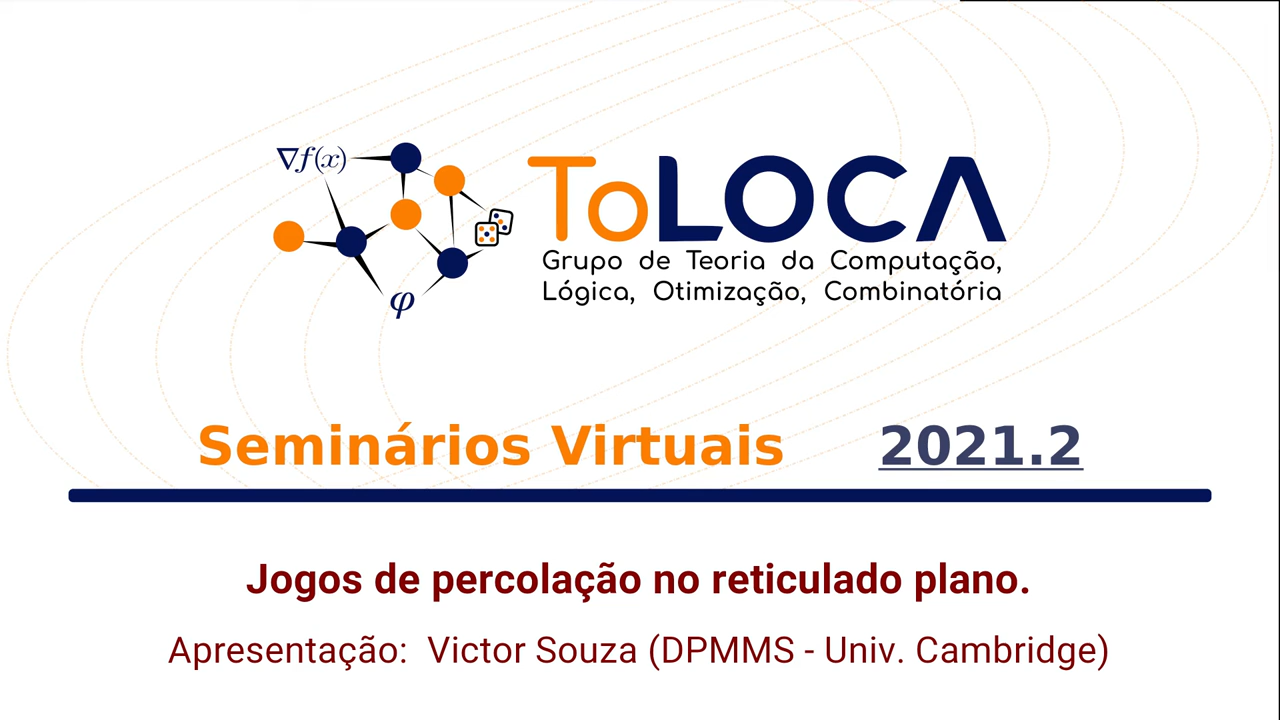 ∇f(x)
φ
ToLOCA
Grupo de Teoria da Computação,
Lógica, Otimização, Combinatória
Seminários Virtuais 2021.2
Jogos de percolação no reticulado plano.
Apresentação: Victor Souza (DPMMS - Univ. Cambridge)